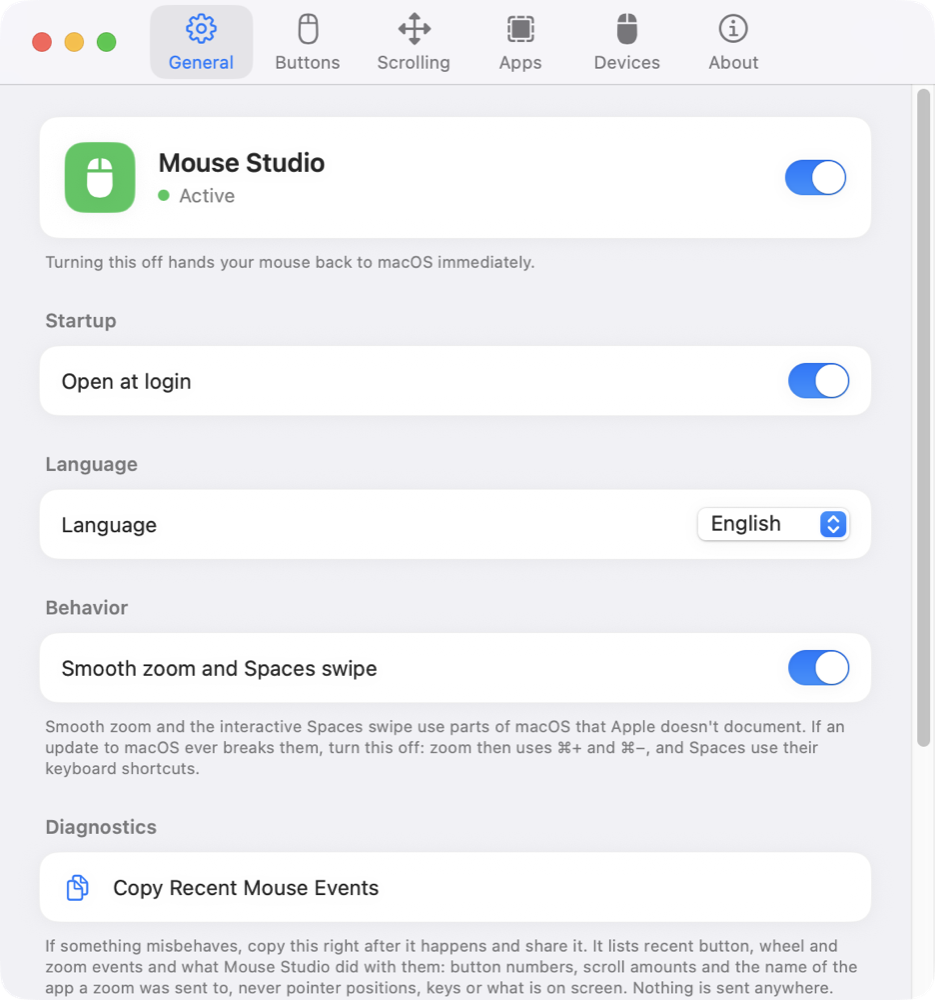 General
Buttons
Scrolling
Apps
Devices
About
Mouse Studio
Active
Turning this off hands your mouse back to macOS immediately.
Startup
Open at login
Language
Language
English
Behavior
Smooth zoom and Spaces swipe
Smooth zoom and the interactive Spaces swipe use parts of macOS that Apple doesn't document. If an
update to macOS ever breaks them, turn this off: zoom then uses ⌘+ and ⌘−, and Spaces use their
keyboard shortcuts.
Diagnostics
Copy Recent Mouse Events
If something misbehaves, copy this right after it happens and share it. It lists recent button, wheel and
zoom events and what Mouse Studio did with them: button numbers, scroll amounts and the name of the
app a zoom was sent to, never pointer positions, keys or what is on screen. Nothing is sent anywhere.